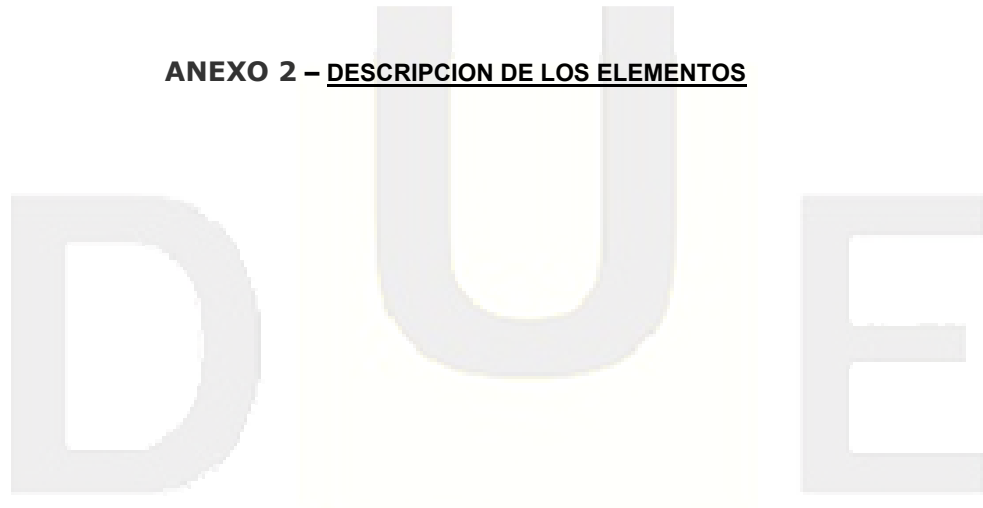 ANEXO 2 – DESCRIPCION DE LOS ELEMENTOS
D U E